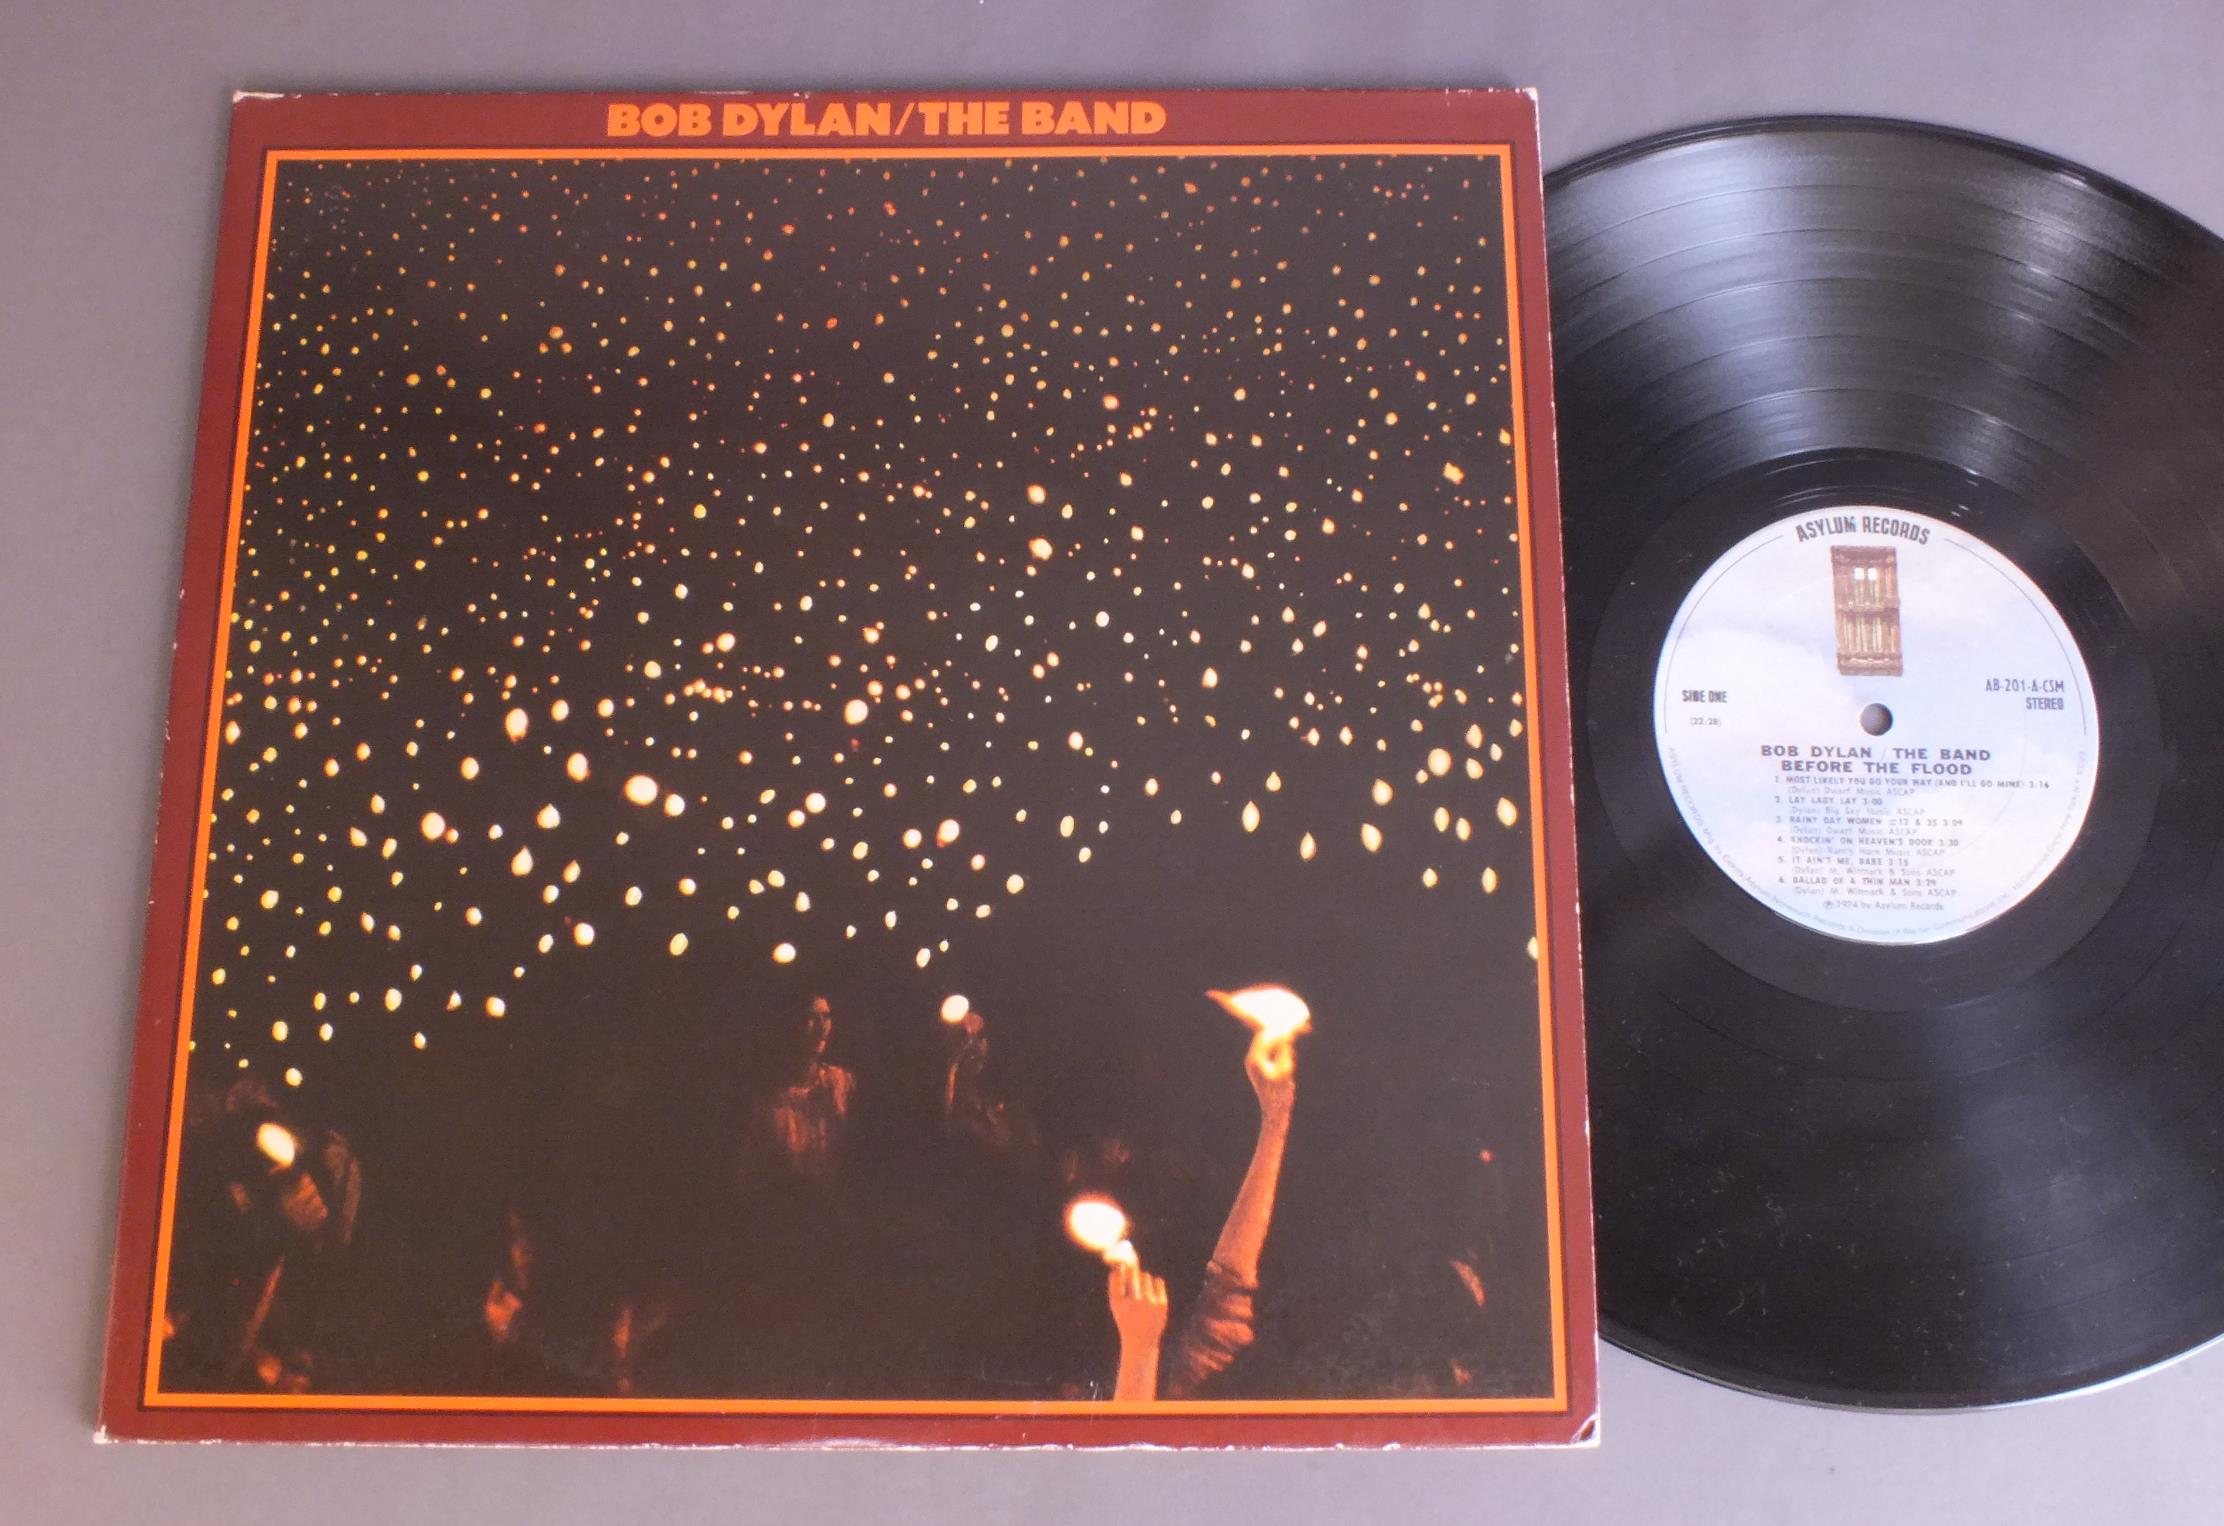 BOB DYLAN/THE BAND
ASYLUM RECORDS
SIDE ONE
(22:28)
AB-201-A-CSM
STEREO
BOB DYLAN / THE BAND
BEFORE THE FLOOD
1. MOST LIKELY YOU GO YOUR WAY (AND I'LL GO MINE) 3:16
(Dylan) Dwarf Music ASCAP
2. LAY LADY LAY 3:00
(Dylan) Big Sky Music ASCAP
3. RAINY DAY WOMEN #12 & 35 3:09
(Dylan) Dwarf Music ASCAP
4. KNOCKIN' ON HEAVEN'S DOOR 3:30
(Dylan) Ram's Horn Music ASCAP
5. IT AIN'T ME, BABE 3:15
(Dylan) M. Witmark & Sons ASCAP
6. BALLAD OF A THIN MAN 3:29
(Dylan) M. Witmark & Sons ASCAP
℗ 1974 by Asylum Records
A Division of Warner Communications Inc.